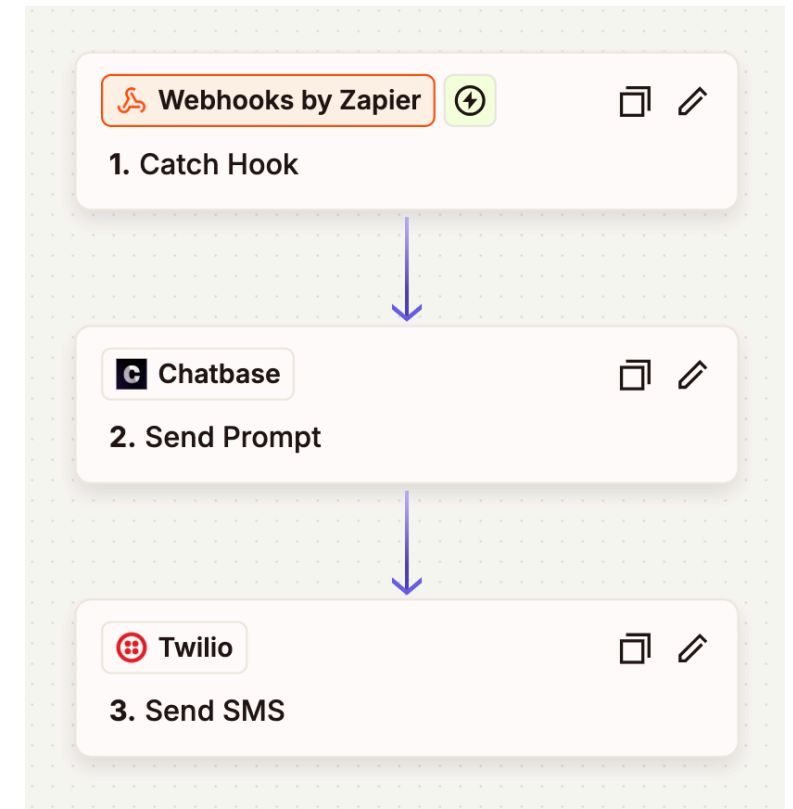 Webhooks by Zapier
1. Catch Hook
C Chatbase
2. Send Prompt
Twilio
3. Send SMS